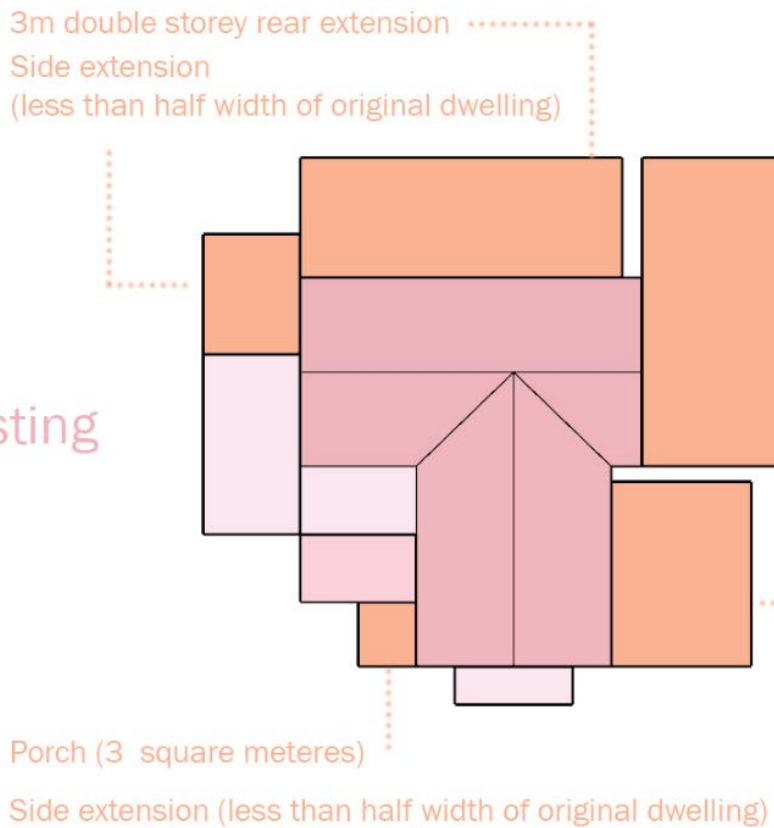 3m double storey rear extension
Side extension
(less than half width of original dwelling)
sting
Porch (3 square meteres)
Side extension (less than half width of original dwelling)